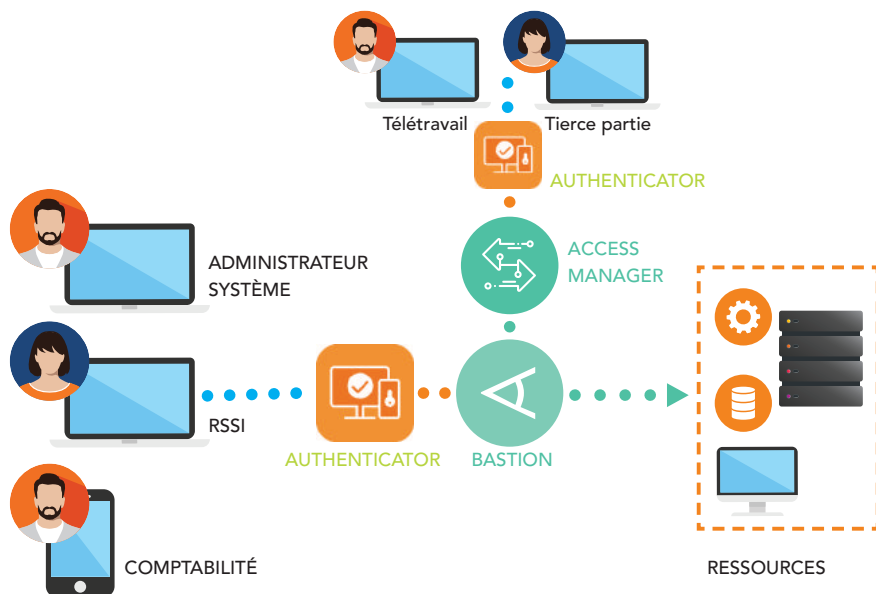 Télétravail
Tierce partie
AUTHENTICATOR
ADMINISTRATEUR
SYSTÈME
ACCESS
MANAGER
RSSI
AUTHENTICATOR
BASTION
COMPTABILITÉ
RESSOURCES